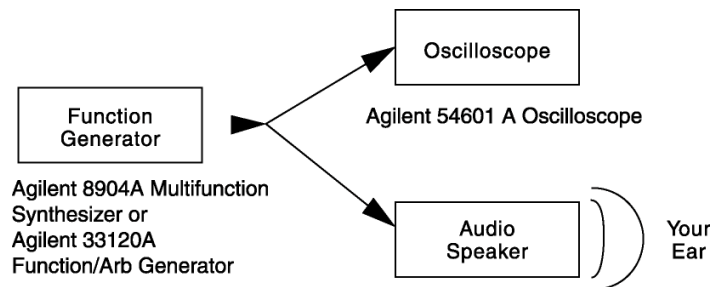 Function
Generator
Agilent 8904A Multifunction
Synthesizer or
Agilent 33120A
Function/Arb Generator
Oscilloscope
Agilent 54601 A Oscilloscope
Audio
Speaker
Your
Ear